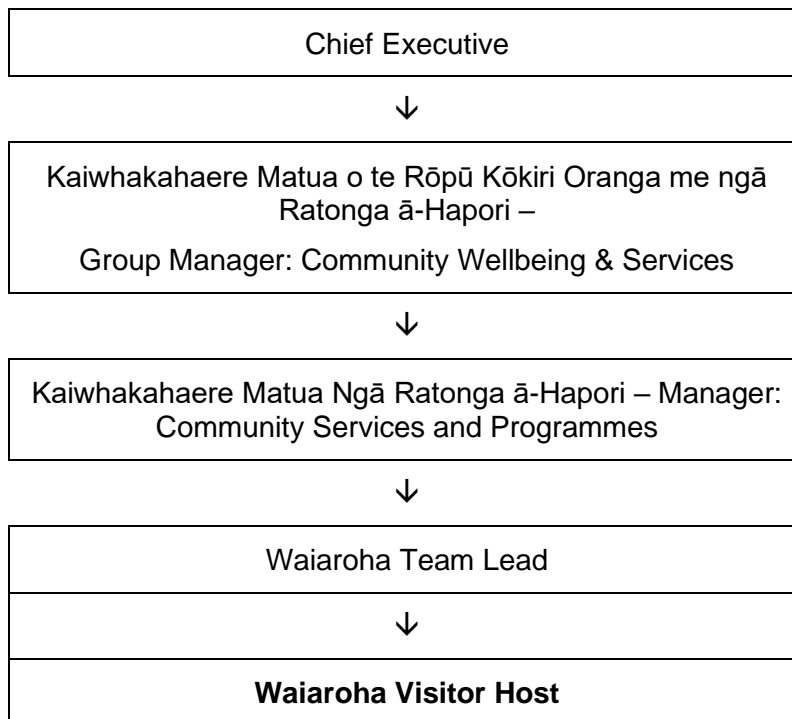 Chief Executive
↓
Kaiwhakahaere Matua o te Rōpū Kōkiri Oranga me ngā
Ratonga ā-Hapori –
Group Manager: Community Wellbeing & Services
↓
Kaiwhakahaere Matua Ngā Ratonga ā-Hapori – Manager:
Community Services and Programmes
↓
Waiaroha Team Lead
↓
Waiaroha Visitor Host